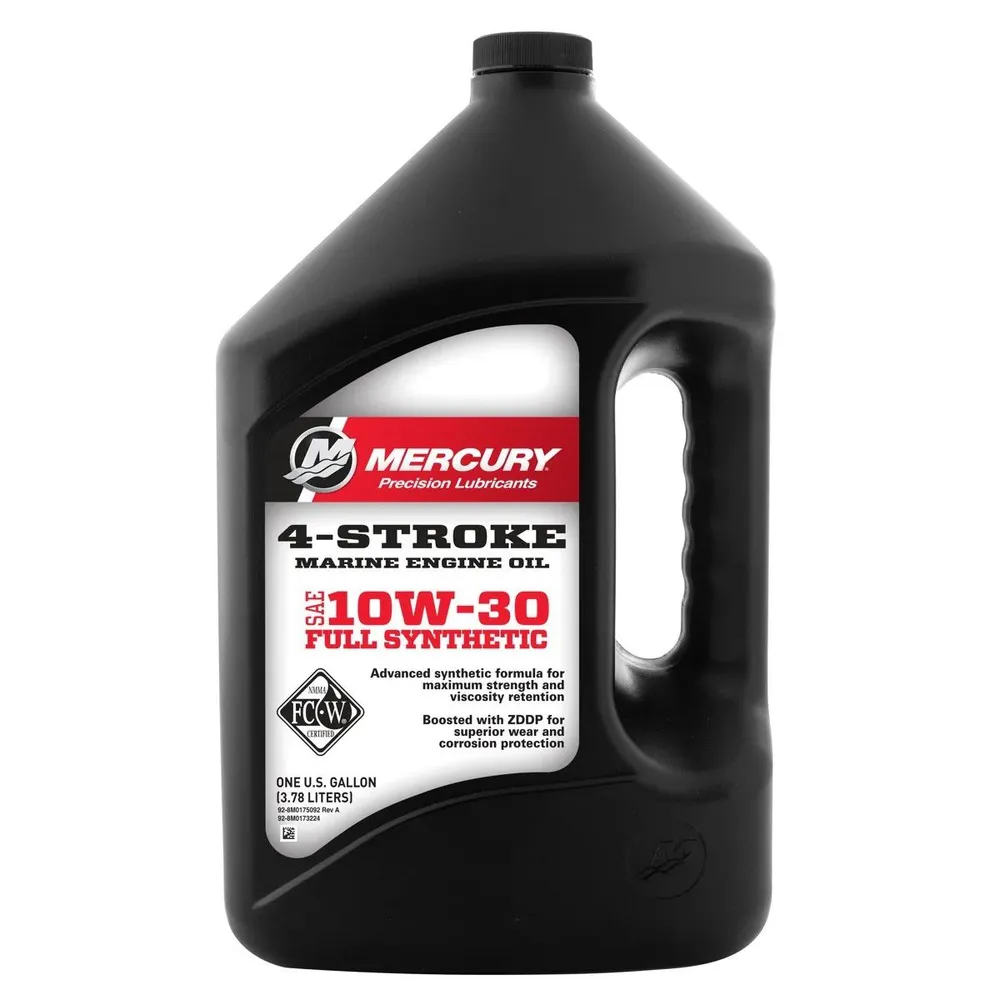 MERCURY
Precision Lubricants
4-STROKE
MARINE ENGINE OIL
SAE 10W-30
FULL SYNTHETIC
Advanced synthetic formula for
maximum strength and
viscosity retention
Boosted with ZDDP for
superior wear and
corrosion protection
NMMA
FC-W®
CERTIFIED
ONE U.S. GALLON
(3.78 LITERS)
92-8M0175092 Rev A
92-8M0173224